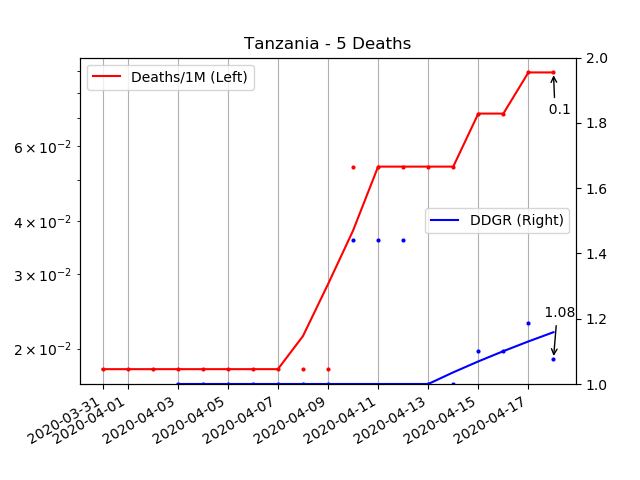 Tanzania - 5 Deaths
Deaths/1M (Left)
DDGR (Right)
0.1
1.08
6 × 10⁻²
4 × 10⁻²
3 × 10⁻²
2 × 10⁻²
2.0
1.8
1.6
1.4
1.2
1.0
2020-03-31
2020-04-01
2020-04-03
2020-04-05
2020-04-07
2020-04-09
2020-04-11
2020-04-13
2020-04-15
2020-04-17